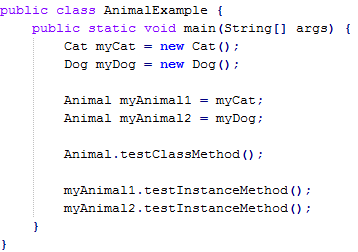 public class AnimalExample {
    public static void main(String[] args) {
        Cat myCat = new Cat();
        Dog myDog = new Dog();

        Animal myAnimal1 = myCat;
        Animal myAnimal2 = myDog;

        Animal.testClassMethod();

        myAnimal1.testInstanceMethod();
        myAnimal2.testInstanceMethod();
    }
}